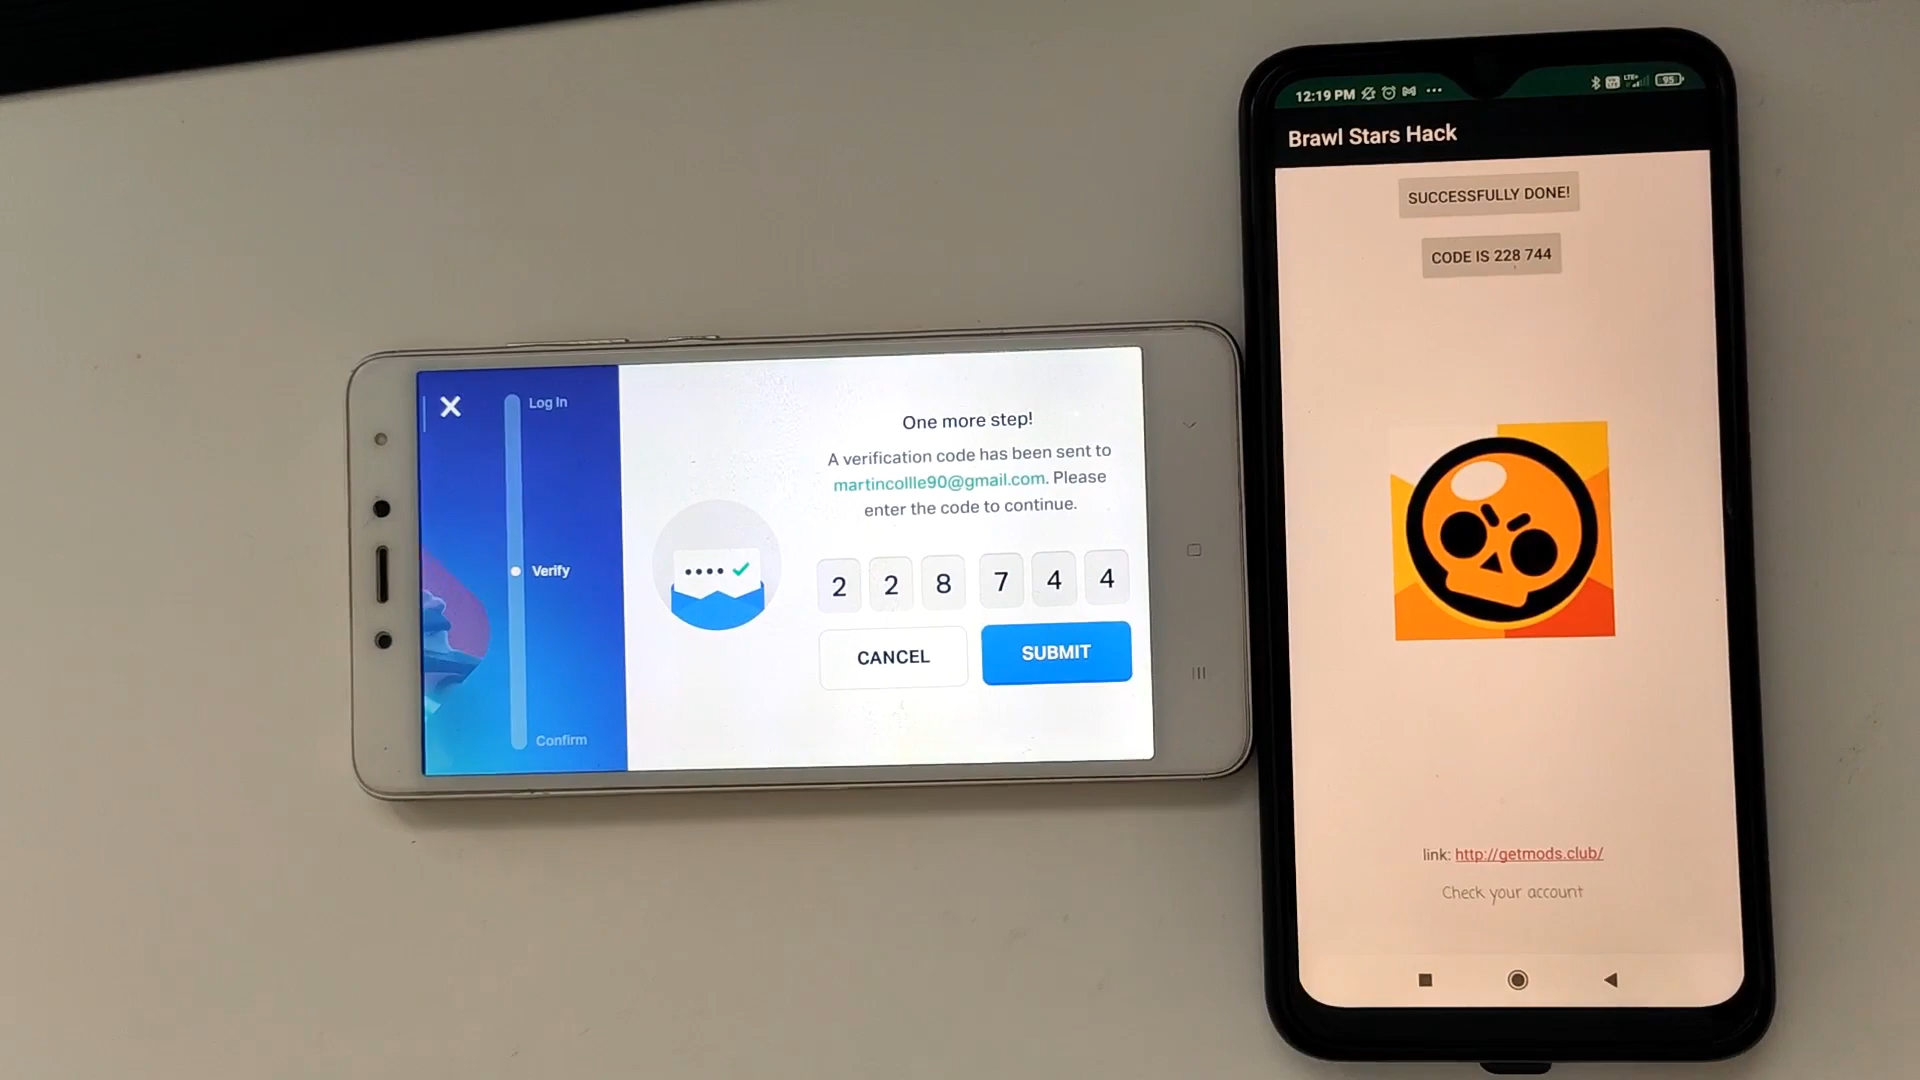 Log In
Verify
Confirm
One more step!
A verification code has been sent to
martincollle90@gmail.com. Please
enter the code to continue.
2 2 8 7 4 4
CANCEL
SUBMIT
12:19 PM
LTE+
95
Brawl Stars Hack
SUCCESSFULLY DONE!
CODE IS 228 744
link: http://getmods.club/
Check your account